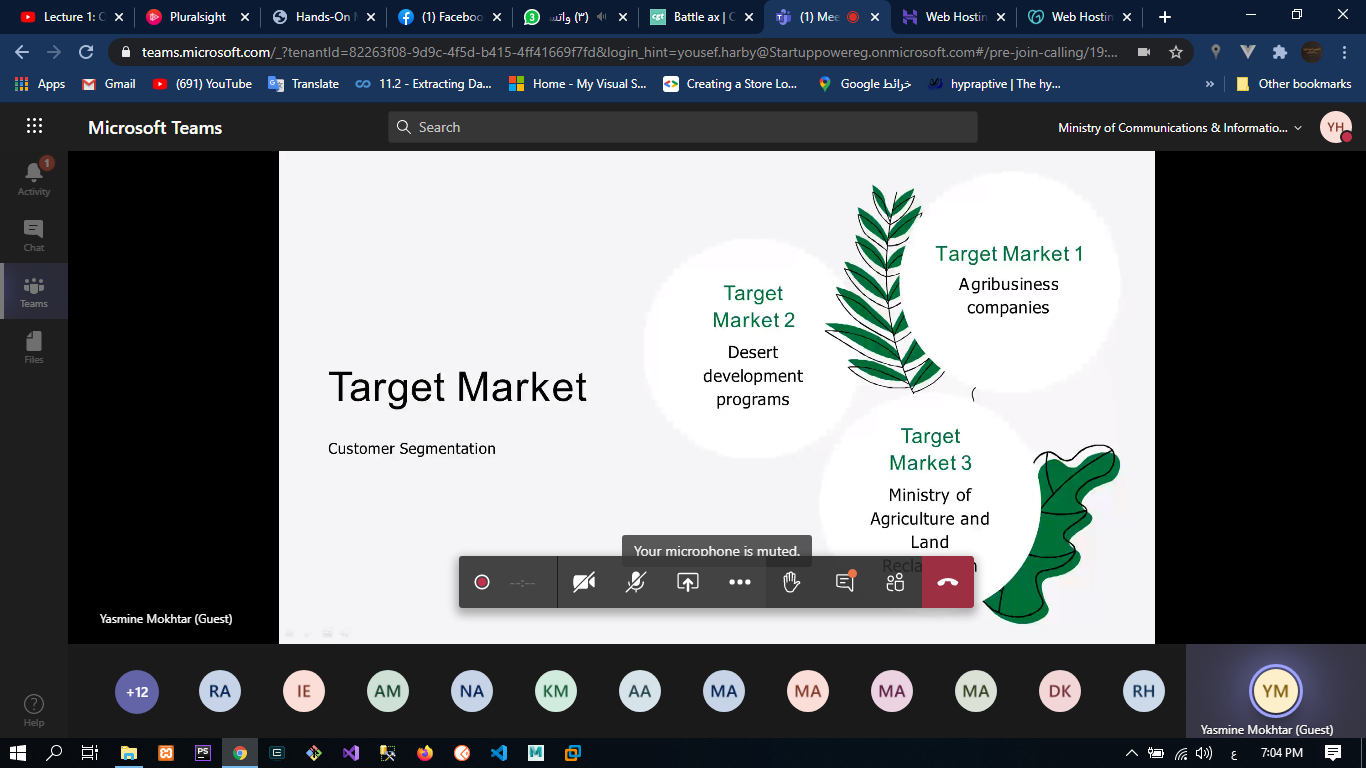 Lecture 1: C
Pluralsight
Hands-On
(1) Faceboo
3
(٣) واتس
Battle ax | C
(1) Mee
Web Hostin
Web Hostin
teams.microsoft.com/_?tenantId=82263f08-9d9c-4f5d-b415-4ff41669f7fd&login_hint=yousef.harby@Startuppowereg.onmicrosoft.com#/pre-join-calling/19:...
Apps
Gmail
(691) YouTube
Translate
11.2 - Extracting Da...
Home - My Visual S...
Creating a Store Lo...
خرائط Google
hypraptive | The hy...
»
Other bookmarks
Microsoft Teams
Search
Ministry of Communications & Informatio...
YH
1
Activity
Chat
Teams
Files
Help
Target Market
Customer Segmentation
Target Market 1
Agribusiness
companies
Target
Market 2
Desert
development
programs
Target
Market 3
Ministry of
Agriculture and
Land
Your microphone is muted.
--:--
Yasmine Mokhtar (Guest)
+12
RA
IE
AM
NA
KM
AA
MA
MA
MA
MA
DK
RH
YM
Yasmine Mokhtar (Guest)
PS
M
ع
7:04 PM